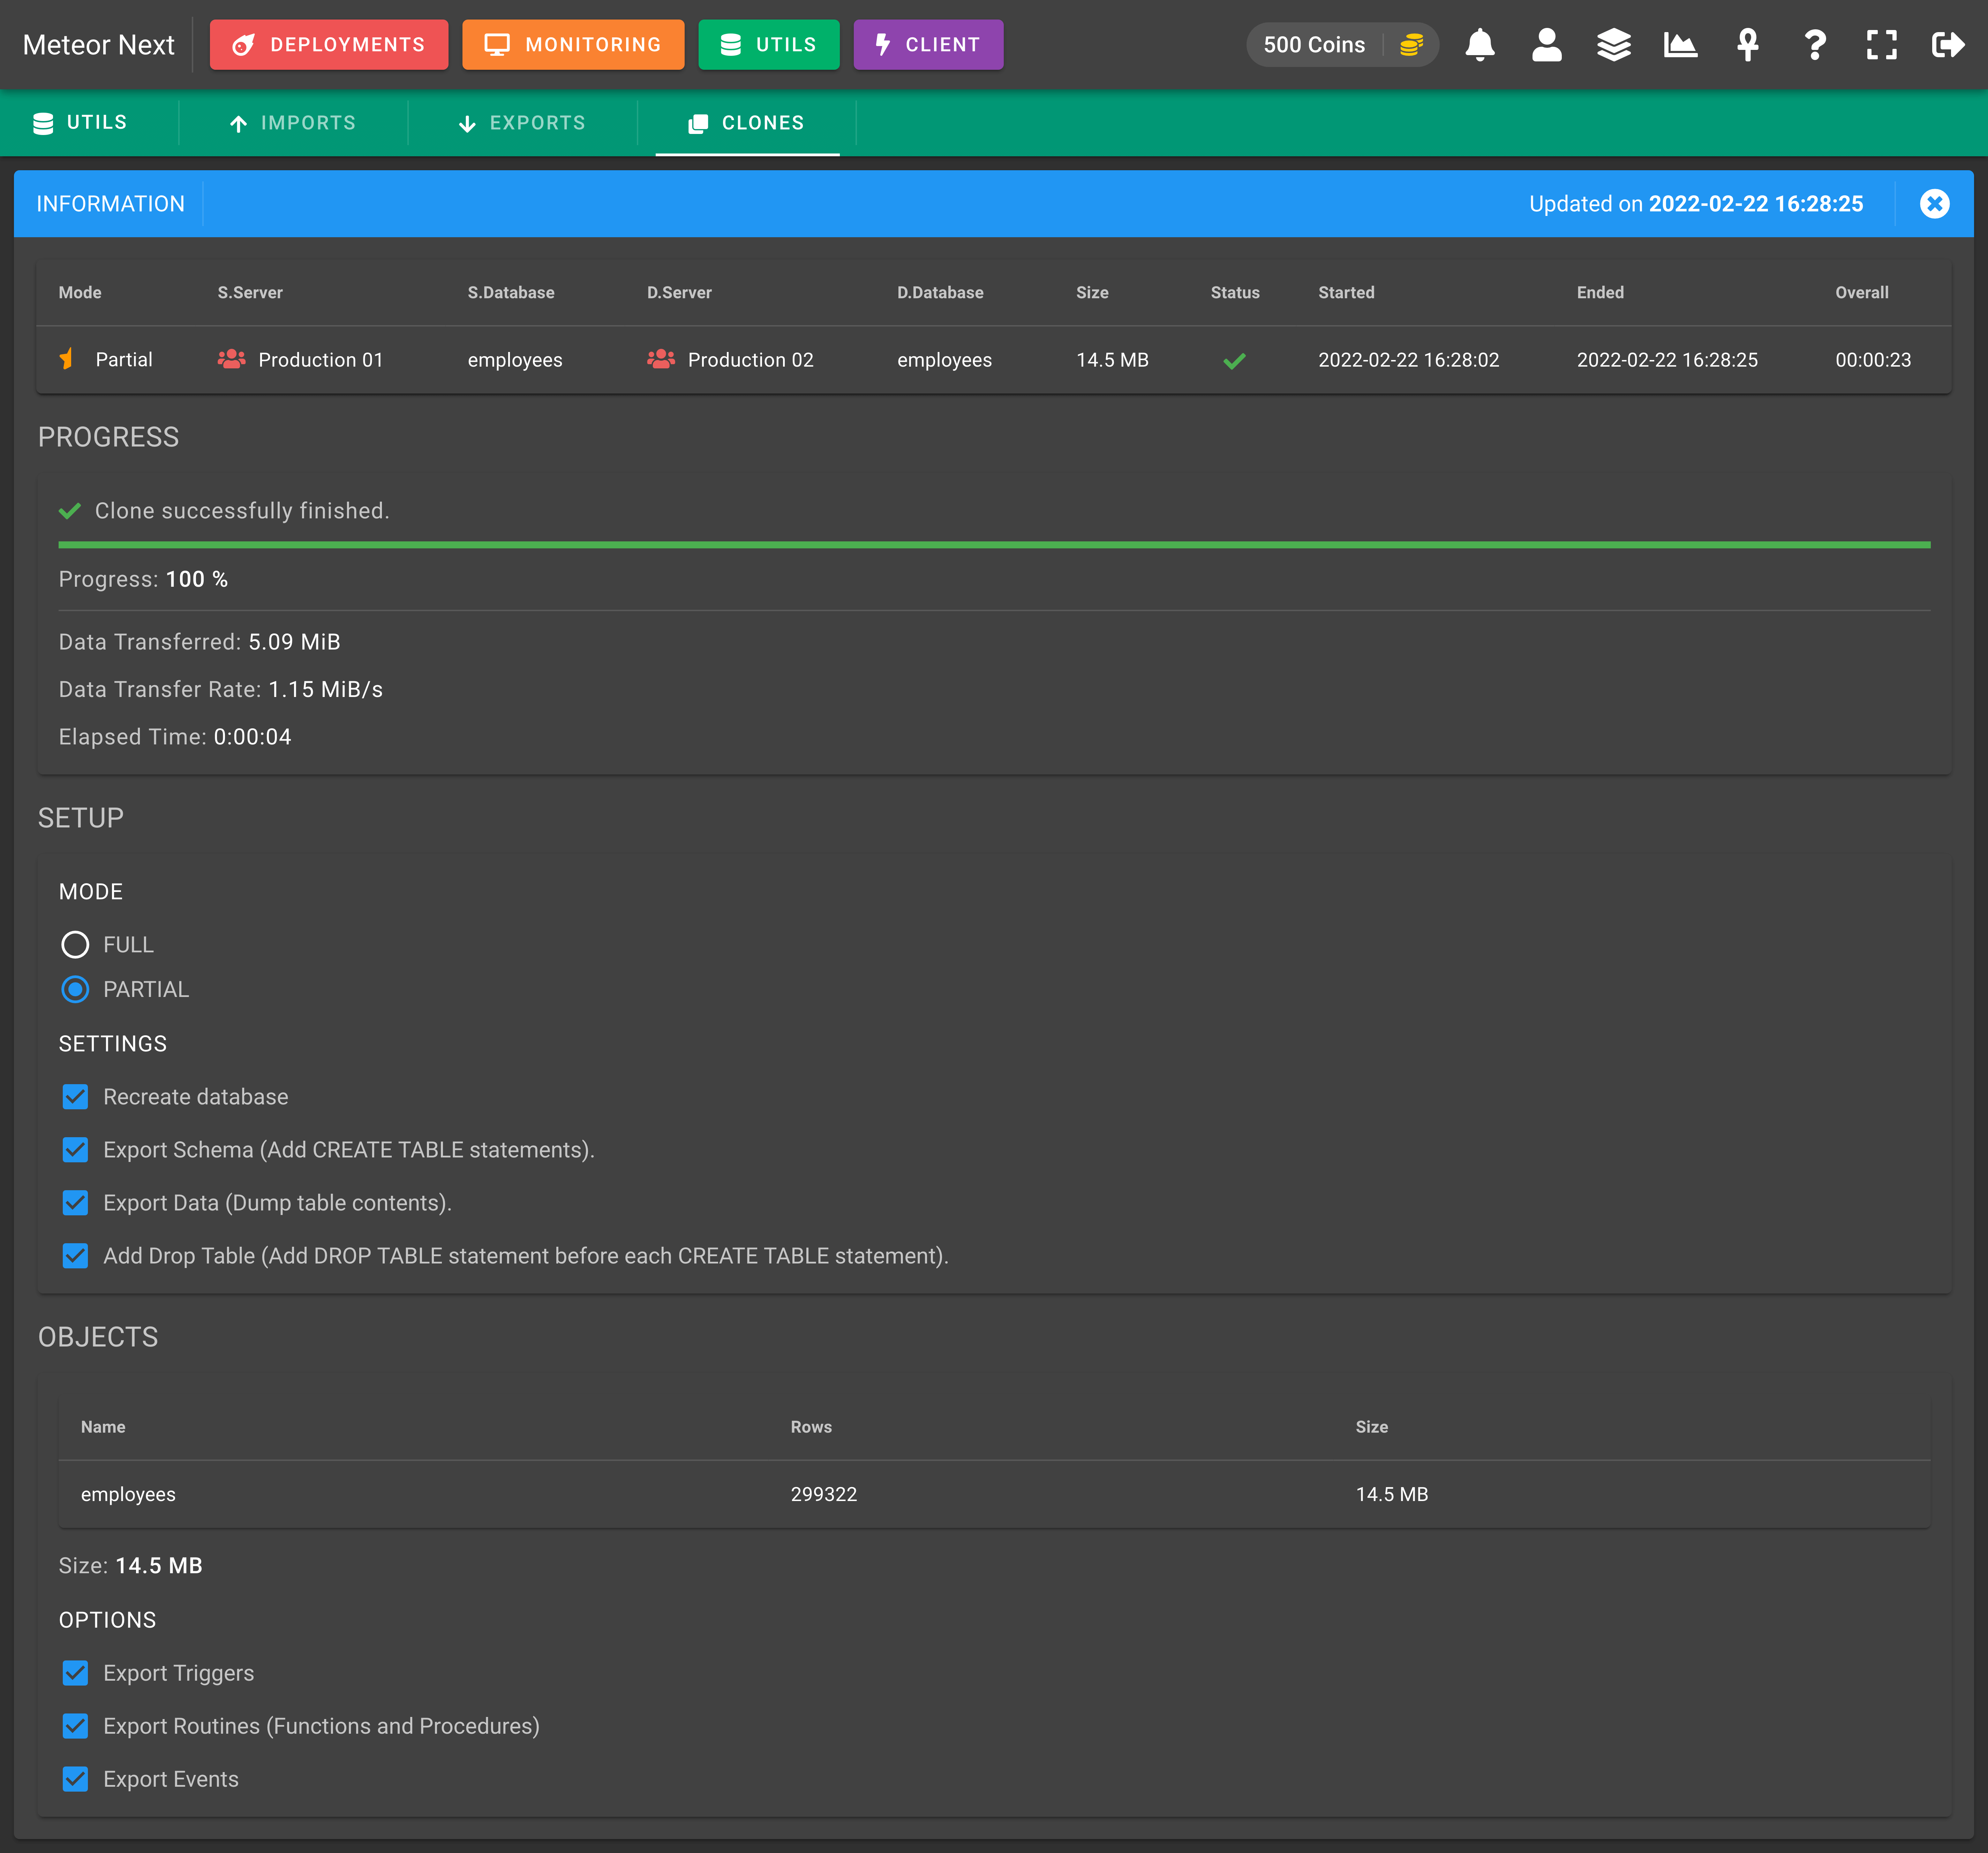 Meteor Next DEPLOYMENTS MONITORING UTILS CLIENT 500 Coins
UTILS IMPORTS EXPORTS CLONES
INFORMATION Updated on 2022-02-22 16:28:25
Mode S.Server S.Database D.Server D.Database Size Status Started Ended Overall
Partial Production 01 employees Production 02 employees 14.5 MB 2022-02-22 16:28:02 2022-02-22 16:28:25 00:00:23
PROGRESS
Clone successfully finished.
Progress: 100 %
Data Transferred: 5.09 MiB
Data Transfer Rate: 1.15 MiB/s
Elapsed Time: 0:00:04
SETUP
MODE
FULL
PARTIAL
SETTINGS
Recreate database
Export Schema (Add CREATE TABLE statements).
Export Data (Dump table contents).
Add Drop Table (Add DROP TABLE statement before each CREATE TABLE statement).
OBJECTS
Name Rows Size
employees 299322 14.5 MB
Size: 14.5 MB
OPTIONS
Export Triggers
Export Routines (Functions and Procedures)
Export Events